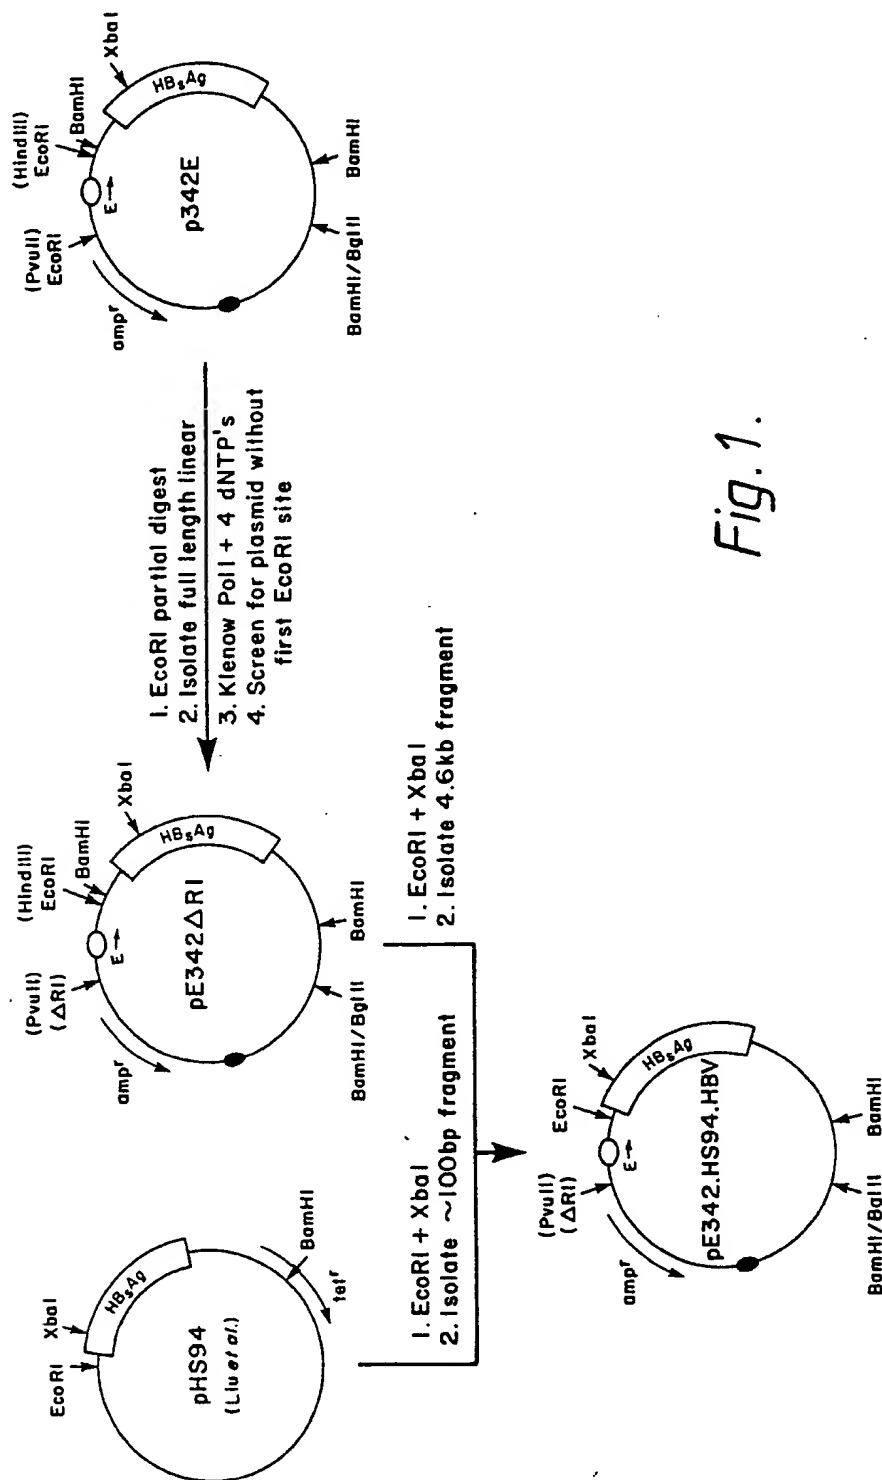 (HindIII)
EcoRI
BamHI
XbaI
(PvuII)
EcoRI
E→
HBsAg
ampr
p342E
BamHI
BamHI/BglII
1. EcoRI partial digest
2. Isolate full length linear
3. Klenow PolI + 4 dNTP's
4. Screen for plasmid without
first EcoRI site
(HindIII)
EcoRI
BamHI
XbaI
(PvuII)
(ΔRI)
E→
HBsAg
ampr
pE342ΔRI
BamHI
BamHI/BglII
EcoRI
XbaI
HBsAg
pHS94
(Liu et al.)
BamHI
tetr
1. EcoRI + XbaI
2. Isolate ~100bp fragment
1. EcoRI + XbaI
2. Isolate 4.6kb fragment
(PvuII)
(ΔRI)
EcoRI
XbaI
E→
HBsAg
ampr
pE342.HS94.HBV
BamHI
BamHI/BglII
Fig. 1.